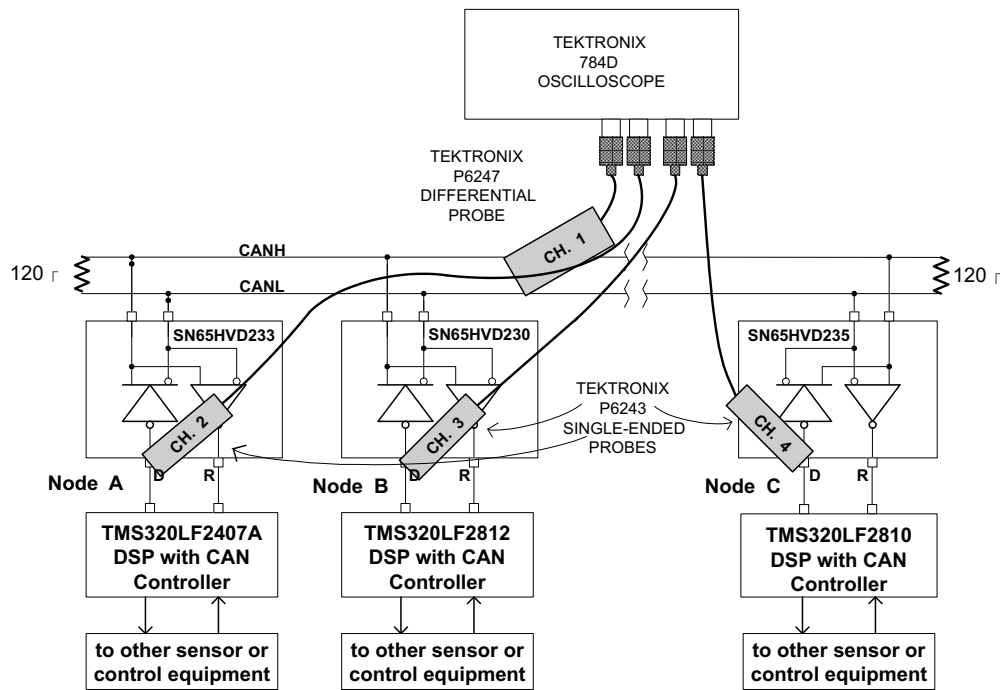 TEKTRONIX
784D
OSCILLOSCOPE
TEKTRONIX
P6247
DIFFERENTIAL
PROBE
CH. 1
CANH
120 Γ
120 Γ
CANL
SN65HVD233
SN65HVD230
SN65HVD235
TEKTRONIX
P6243
SINGLE-ENDED
PROBES
CH. 2
CH. 3
CH. 4
Node A
D
R
Node B
D
R
Node C
D
R
TMS320LF2407A
DSP with CAN
Controller
TMS320LF2812
DSP with CAN
Controller
TMS320LF2810
DSP with CAN
Controller
to other sensor or
control equipment
to other sensor or
control equipment
to other sensor or
control equipment